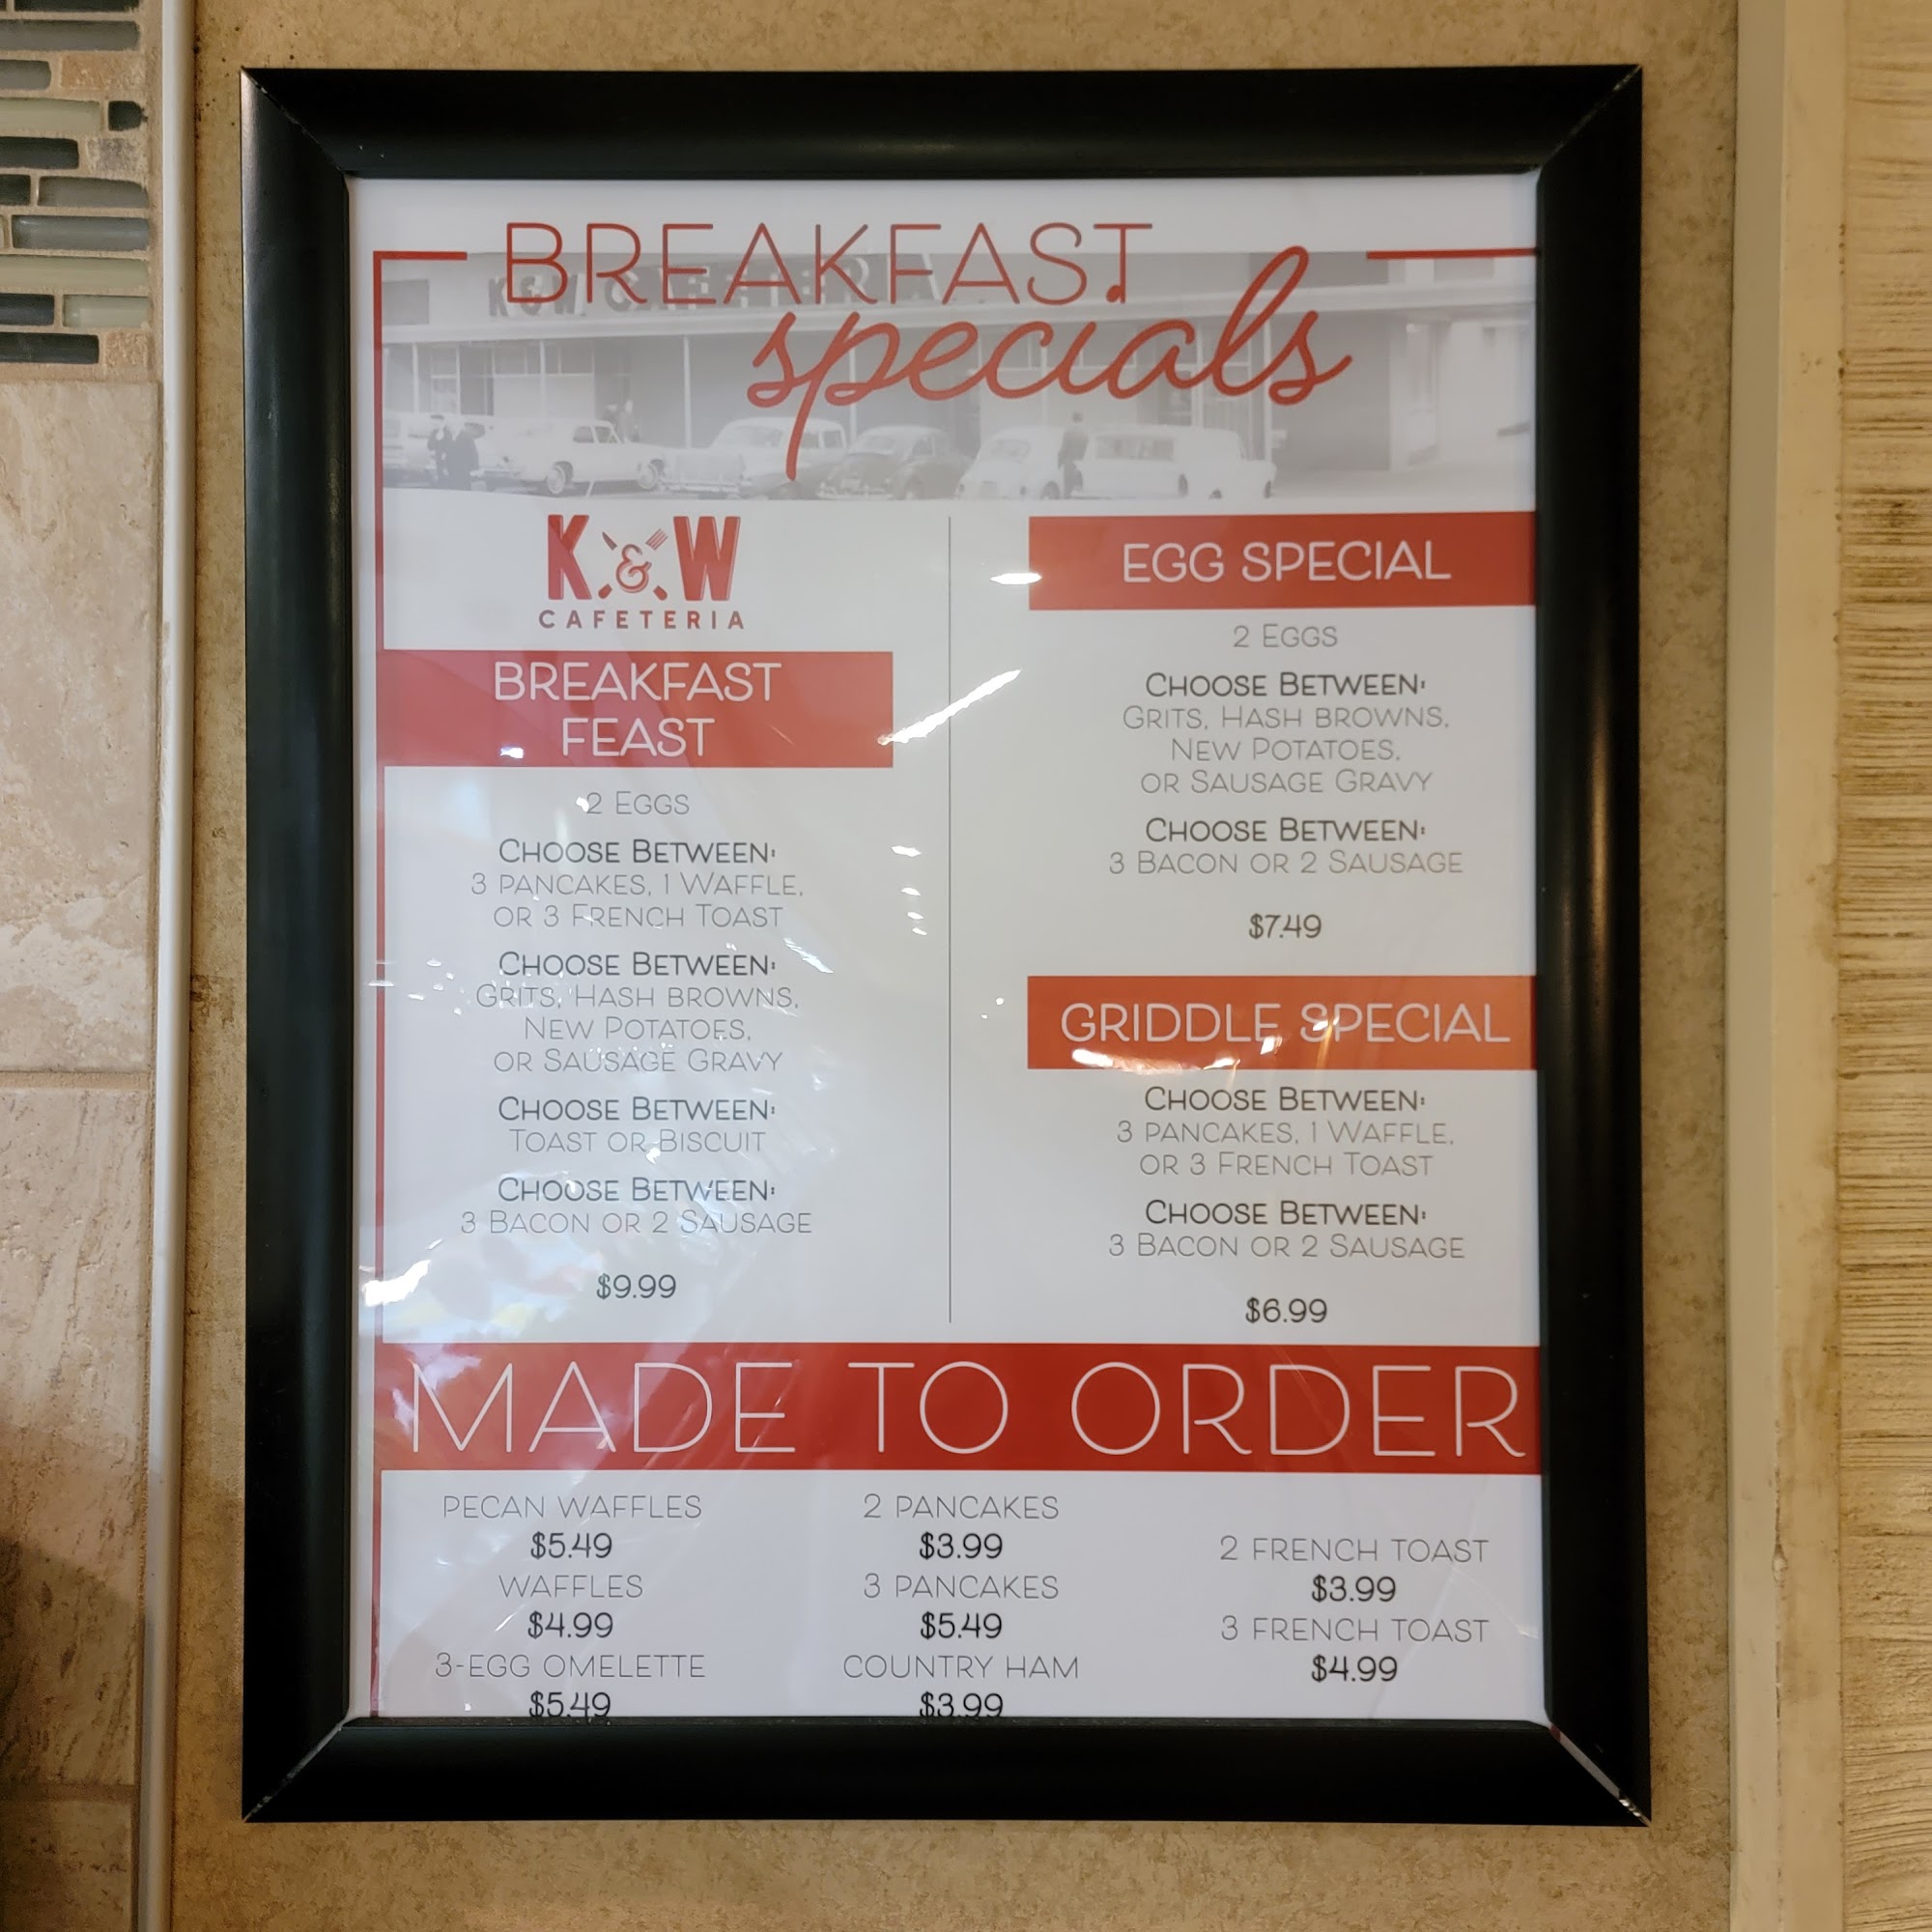 BREAKFAST
specials
K&W CAFETERIA
K&W
CAFETERIA
BREAKFAST
FEAST
2 EGGS
CHOOSE BETWEEN:
3 PANCAKES, 1 WAFFLE,
OR 3 FRENCH TOAST
CHOOSE BETWEEN:
GRITS, HASH BROWNS,
NEW POTATOES,
OR SAUSAGE GRAVY
CHOOSE BETWEEN:
TOAST OR BISCUIT
CHOOSE BETWEEN:
3 BACON OR 2 SAUSAGE
$9.99
EGG SPECIAL
2 EGGS
CHOOSE BETWEEN:
GRITS, HASH BROWNS,
NEW POTATOES,
OR SAUSAGE GRAVY
CHOOSE BETWEEN:
3 BACON OR 2 SAUSAGE
$7.49
GRIDDLE SPECIAL
CHOOSE BETWEEN:
3 PANCAKES, 1 WAFFLE,
OR 3 FRENCH TOAST
CHOOSE BETWEEN:
3 BACON OR 2 SAUSAGE
$6.99
MADE TO ORDER
PECAN WAFFLES
$5.49
WAFFLES
$4.99
3-EGG OMELETTE
$5.49
2 PANCAKES
$3.99
3 PANCAKES
$5.49
COUNTRY HAM
$3.99
2 FRENCH TOAST
$3.99
3 FRENCH TOAST
$4.99